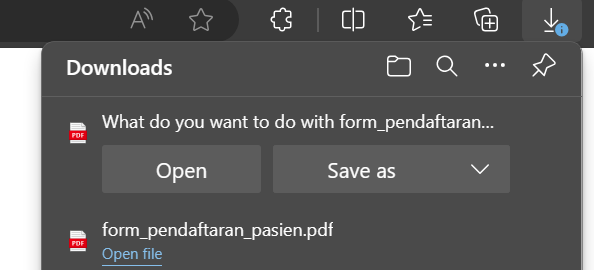 Downloads
What do you want to do with form_pendaftaran...
Open
Save as
PDF
form_pendaftaran_pasien.pdf
PDF
Open file